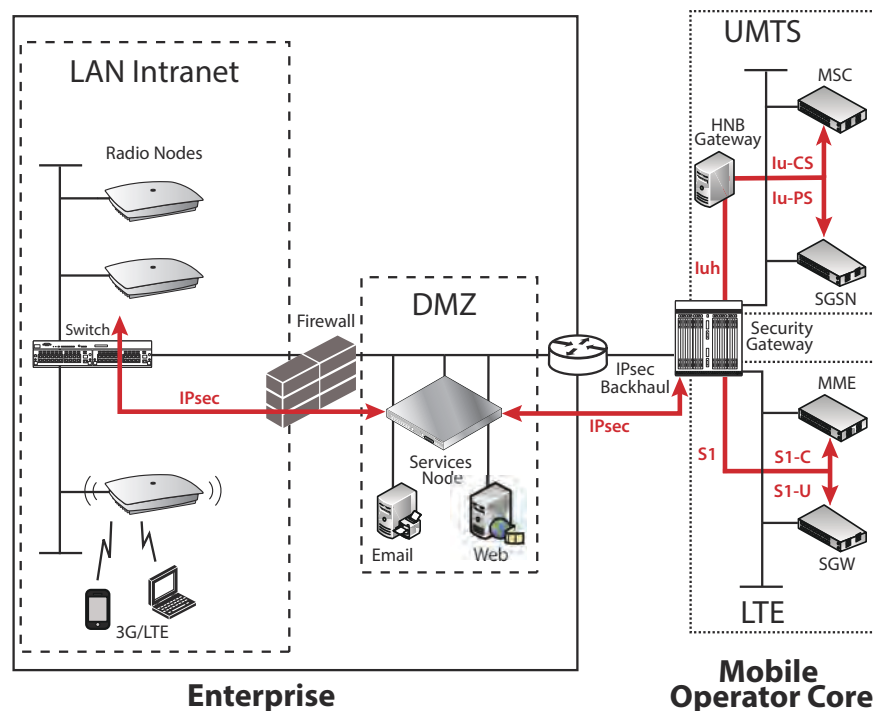 LAN Intranet
Radio Nodes
Switch
IPsec
3G/LTE
Firewall
DMZ
Services
Node
Email
Web
Enterprise
IPsec
Backhaul
IPsec
UMTS
MSC
HNB
Gateway
Iu-CS
Iu-PS
Iuh
SGSN
Security
Gateway
MME
S1
S1-C
S1-U
SGW
LTE
Mobile
Operator Core